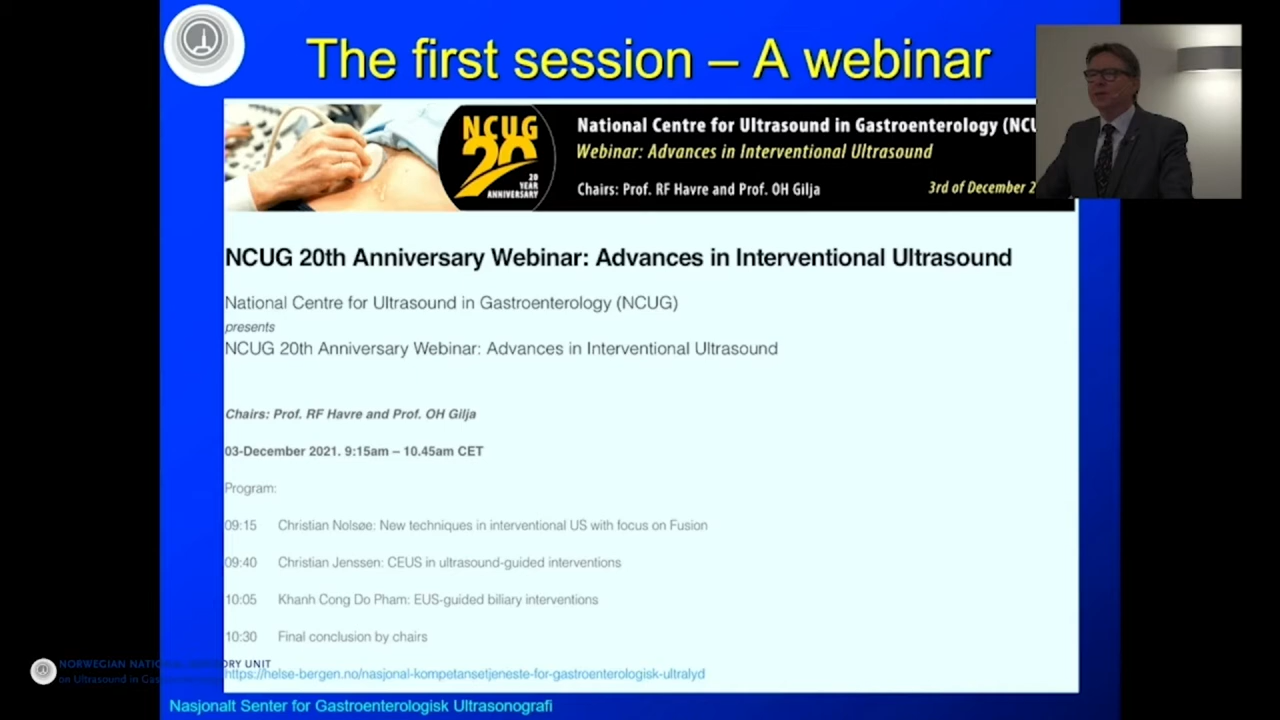 The first session – A webinar
NCUG
20
20
YEAR
ANNIVERSARY
National Centre for Ultrasound in Gastroenterology (NCU
Webinar: Advances in Interventional Ultrasound
Chairs: Prof. RF Havre and Prof. OH Gilja
3rd of December 2
NCUG 20th Anniversary Webinar: Advances in Interventional Ultrasound
National Centre for Ultrasound in Gastroenterology (NCUG)
presents
NCUG 20th Anniversary Webinar: Advances in Interventional Ultrasound
Chairs: Prof. RF Havre and Prof. OH Gilja
03-December 2021. 9:15am – 10.45am CET
Program:
09:15 Christian Nolsøe: New techniques in interventional US with focus on Fusion
09:40 Christian Jenssen: CEUS in ultrasound-guided interventions
10:05 Khanh Cong Do Pham: EUS-guided biliary interventions
10:30 Final conclusion by chairs
NORWEGIAN UNIT
on Ultrasound in
https://helse-bergen.no/nasjonal-kompetansetjeneste-for-gastroenterologisk-ultralyd
Nasjonalt Senter for Gastroenterologisk Ultrasonografi